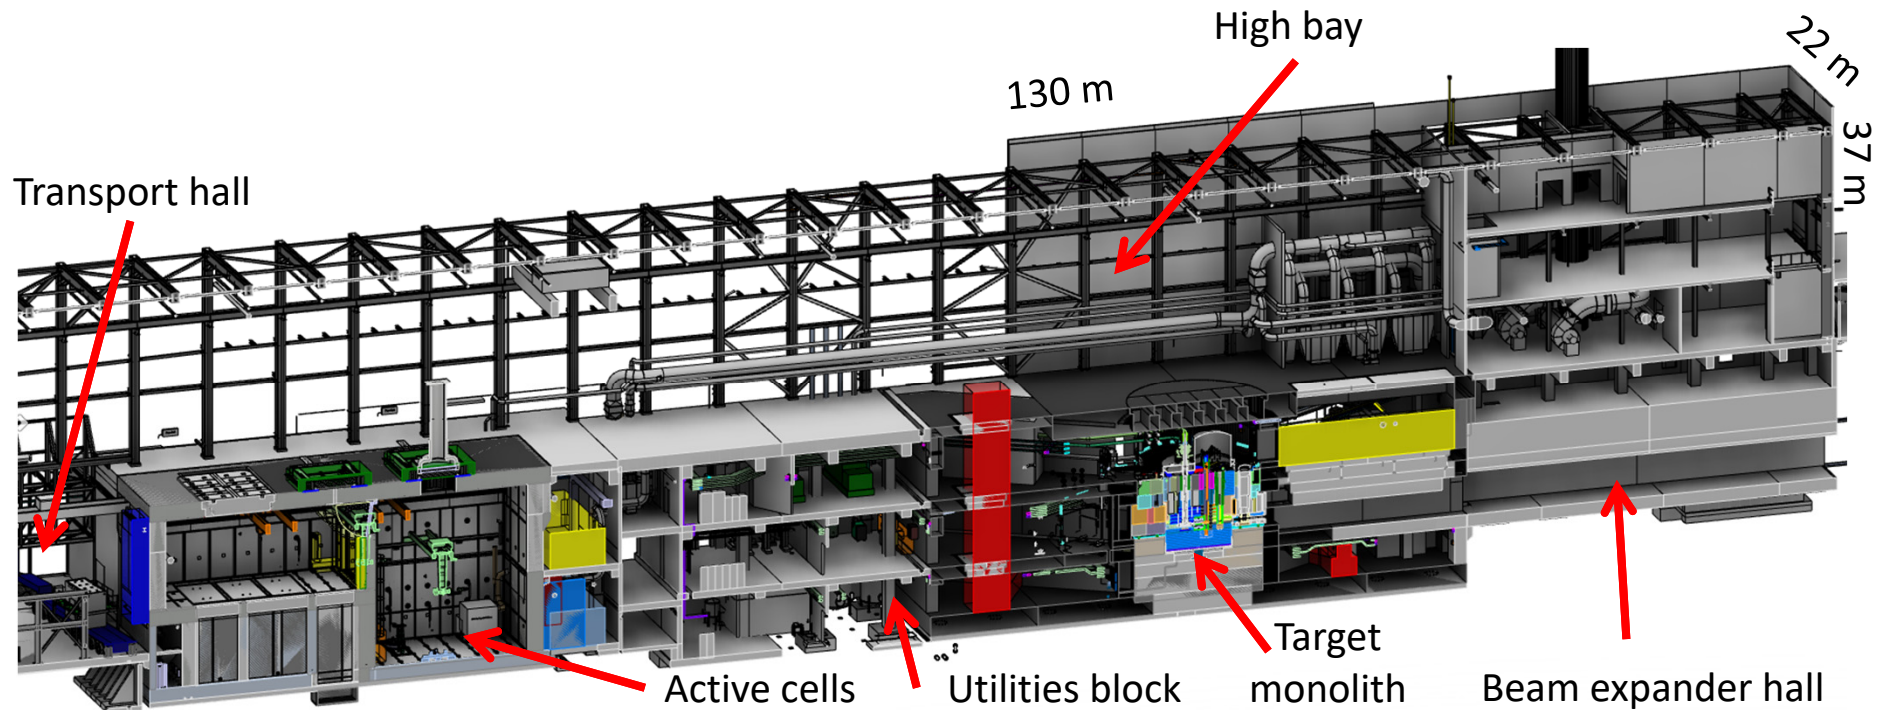 High bay
22 m
130 m
37 m
Transport hall
Target
monolith
Active cells
Utilities block
Beam expander hall